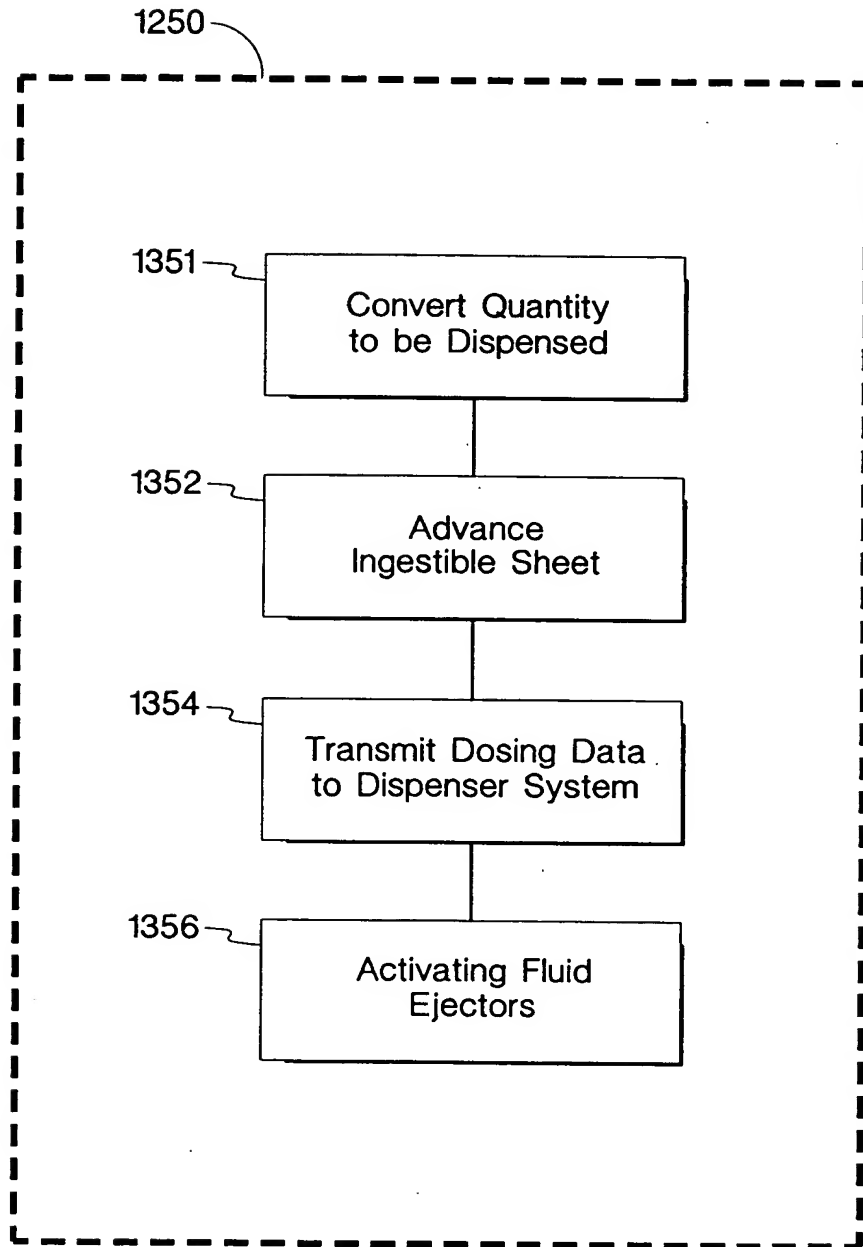 1250
1351
Convert Quantity
to be Dispensed
1352
Advance
Ingestible Sheet
1354
Transmit Dosing Data
to Dispenser System
1356
Activating Fluid
Ejectors